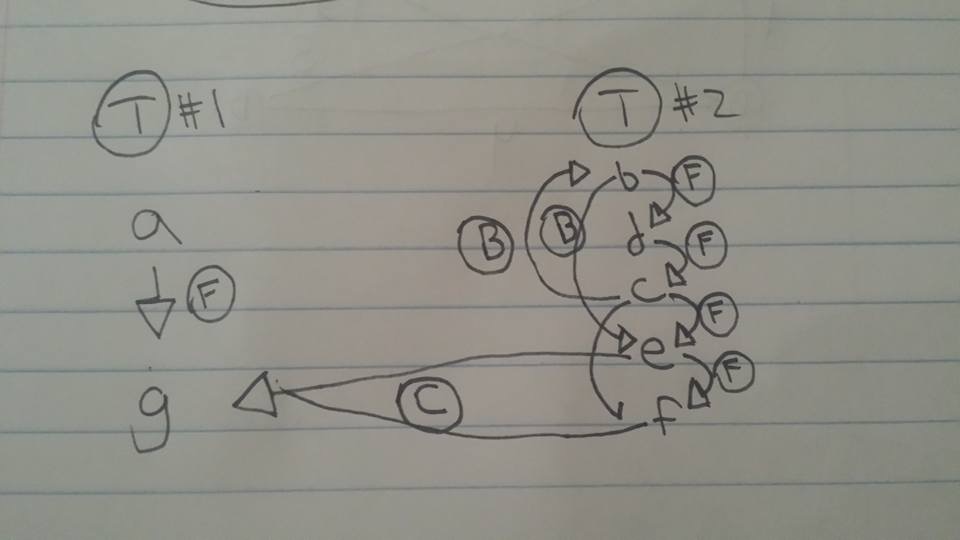 T #1 T #2
b F
a B B d F
F c F
e F
g C f